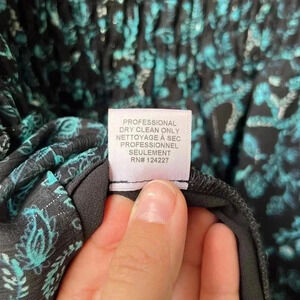 PROFESSIONAL
DRY CLEAN ONLY
NETTOYAGE À SEC
PROFESSIONNEL
SEULEMENT
RN# 124227